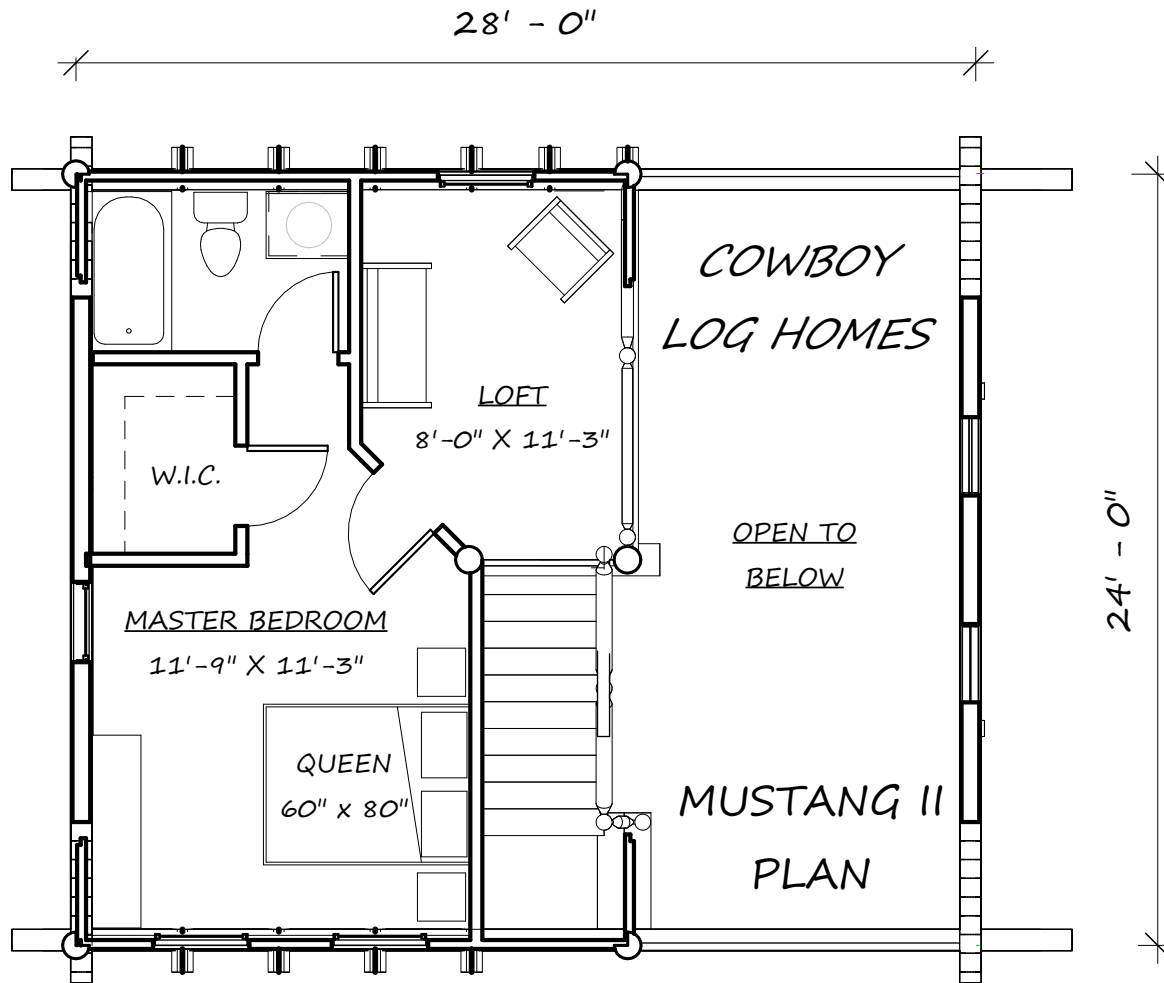 28' - 0"
COWBOY
LOG HOMES
LOFT
8'-0" X 11'-3"
W.I.C.
OPEN TO
BELOW
24' - 0"
MASTER BEDROOM
11'-9" X 11'-3"
QUEEN
60" x 80"
MUSTANG II
PLAN